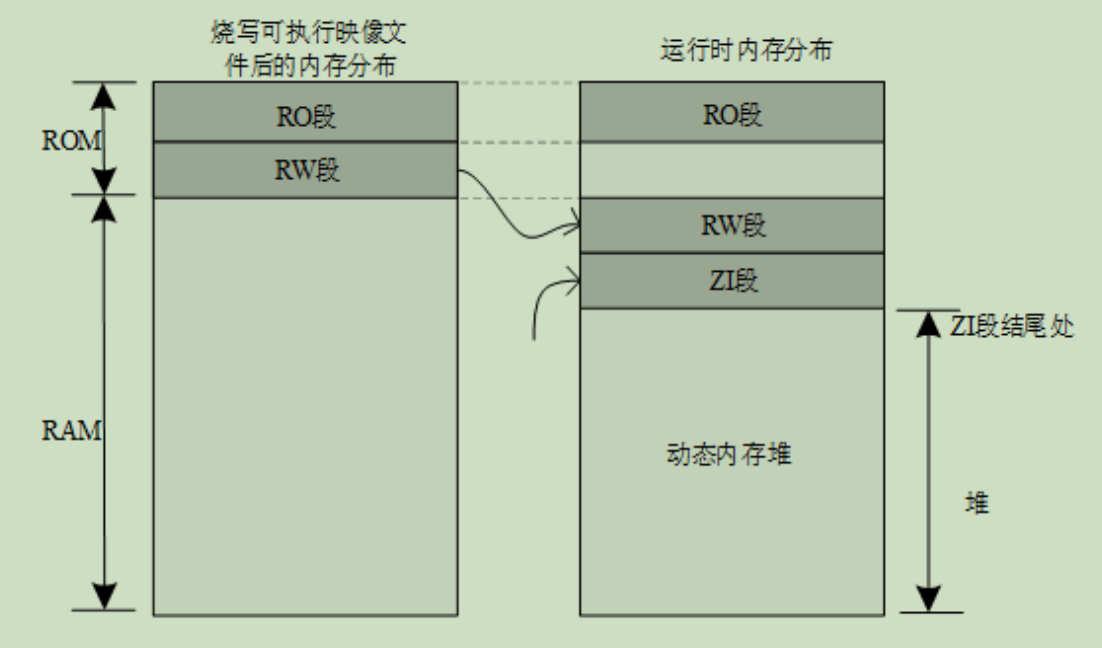 烧写可执行映像文
件后的内存分布
运行时内存分布
ROM
RO段
RO段
RW段
RW段
ZI段
ZI段结尾处
RAM
动态内存堆
堆